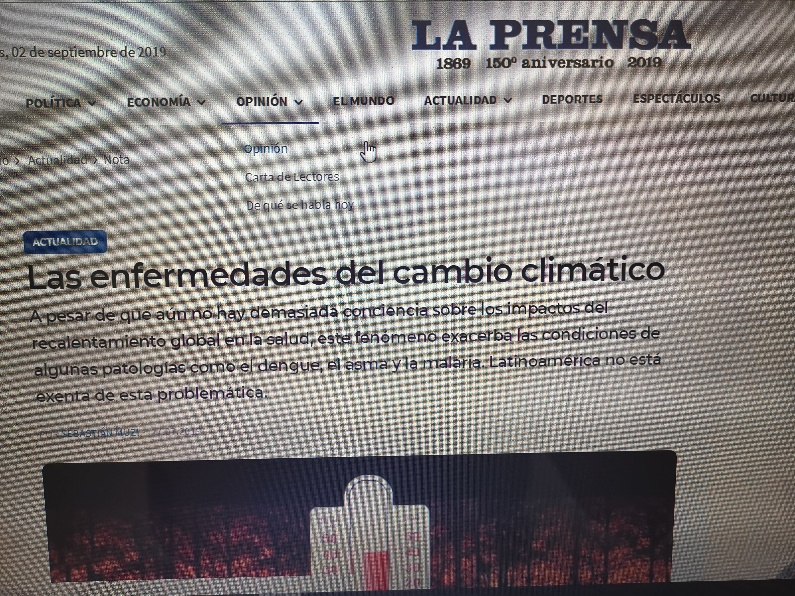 s, 02 de septiembre de 2019
LA PRENSA
1869 150º aniversario 2019
POLÍTICA ECONOMÍA OPINIÓN EL MUNDO ACTUALIDAD DEPORTES ESPECTÁCULOS CULTUR
Opinión
o > Actualidad > Nota
Carta de Lectores
De qué se habla hoy
ACTUALIDAD
Las enfermedades del cambio climático
A pesar de que aún no hay demasiada conciencia sobre los impactos del
recalentamiento global en la salud, este fenómeno exacerba las condiciones de
algunas patologías como el dengue, el asma y la malaria. Latinoamérica no está
exenta de esta problemática.